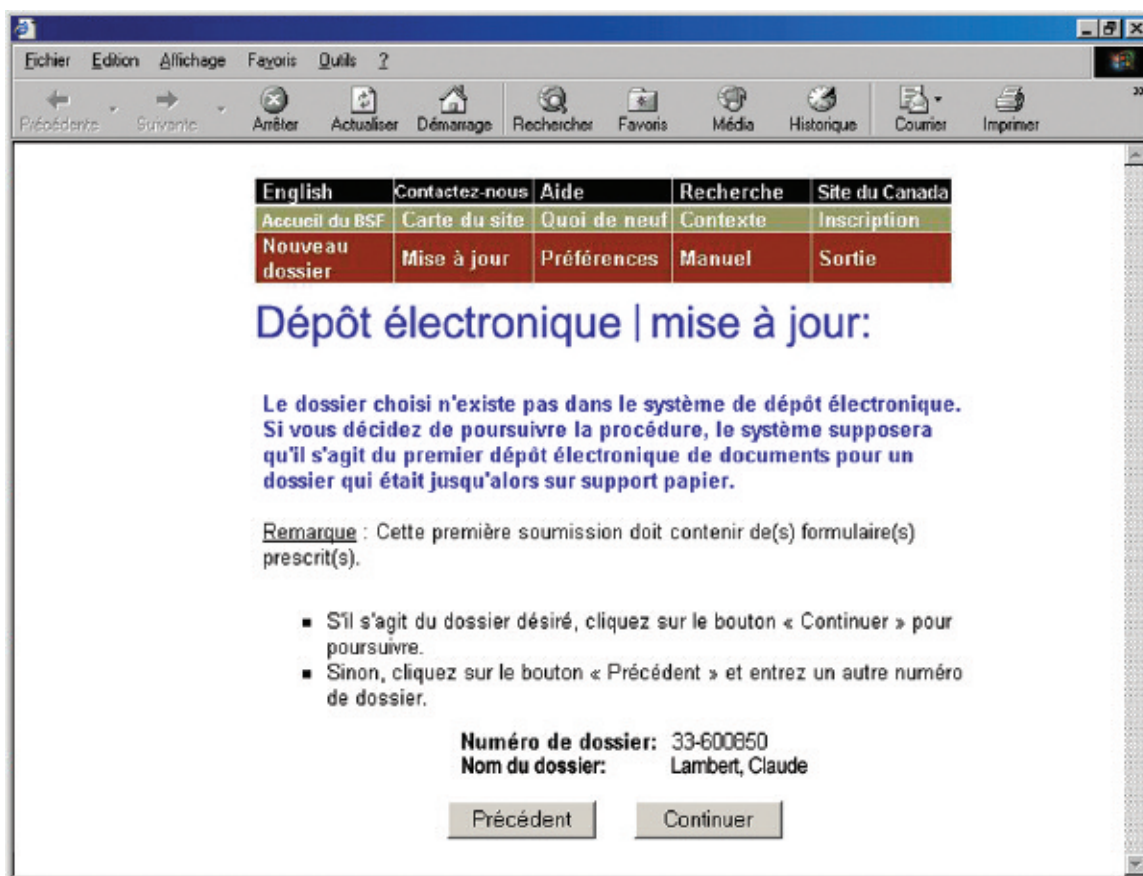 Fichier Edition Affichage Favoris Outils ?
Précédente Suivante Arrêter Actualiser Démarrage Rechercher Favoris Média Historique Courrier Imprimer
English Contactez-nous Aide Recherche Site du Canada
Accueil du BSF Carte du site Quoi de neuf Contexte Inscription
Nouveau dossier Mise à jour Préférences Manuel Sortie
Dépôt électronique | mise à jour:
Le dossier choisi n'existe pas dans le système de dépôt électronique.
Si vous décidez de poursuivre la procédure, le système supposera
qu'il s'agit du premier dépôt électronique de documents pour un
dossier qui était jusqu'alors sur support papier.
Remarque : Cette première soumission doit contenir de(s) formulaire(s)
prescrit(s).
▪ S'il s'agit du dossier désiré, cliquez sur le bouton « Continuer » pour
poursuivre.
▪ Sinon, cliquez sur le bouton « Précédent » et entrez un autre numéro
de dossier.
Numéro de dossier: 33-600850
Nom du dossier: Lambert, Claude
Précédent Continuer